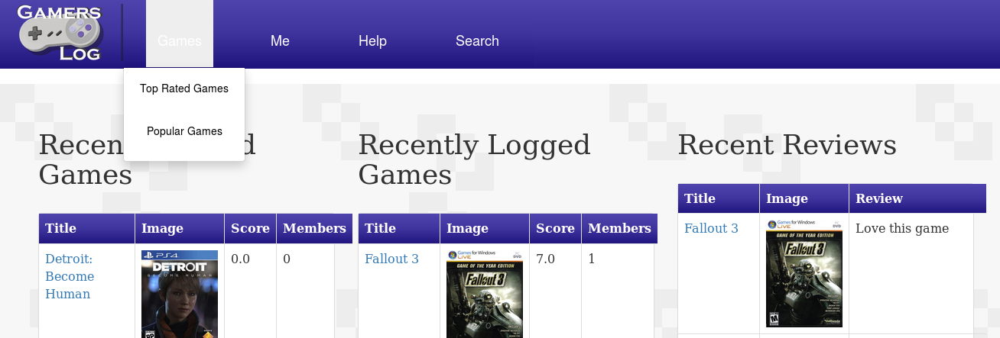 GAMERS
LOG
Games
Me
Help
Search
Top Rated Games
Popular Games
Recen d
Games
Title
Image
Score
Members
Detroit:
Become
Human
PS4
DETROIT
BECOME HUMAN
0.0
0
Recently Logged
Games
Title
Image
Score
Members
Fallout 3
Games for Windows
LIVE
PC
DVD
GAME OF THE YEAR EDITION
Fallout 3
7.0
1
Recent Reviews
Title
Image
Review
Fallout 3
Games for Windows
LIVE
PC
DVD
GAME OF THE YEAR EDITION
Fallout 3
M
Bethesda
Love this game